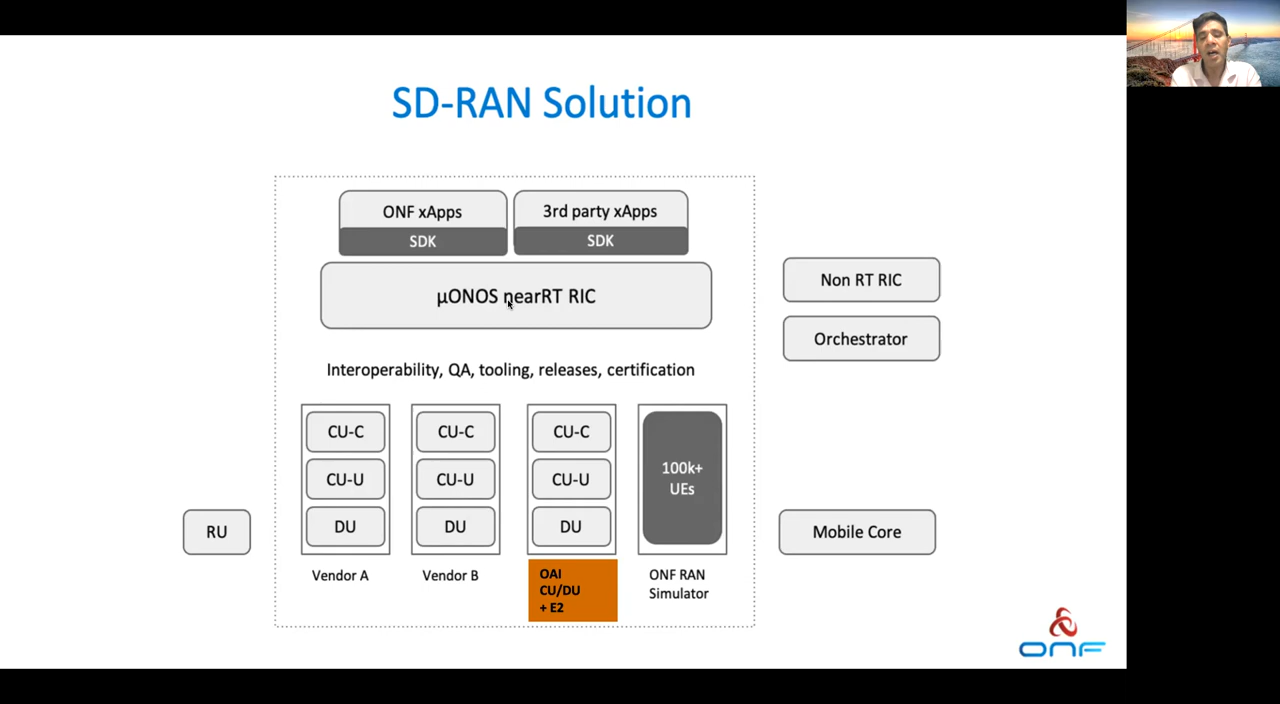 SD-RAN Solution
ONF xApps
3rd party xApps
SDK
SDK
µONOS nearRT RIC
Non RT RIC
Orchestrator
Interoperability, QA, tooling, releases, certification
CU-C
CU-C
CU-C
CU-U
CU-U
CU-U
100k+
UEs
DU
DU
DU
RU
Mobile Core
Vendor A
Vendor B
OAI
CU/DU
+ E2
ONF RAN
Simulator
ONF